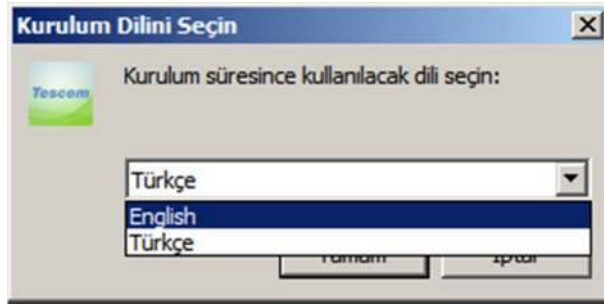 Kurulum Dilini Seçin
Tescom
Kurulum süresince kullanılacak dili seçin:
Türkçe
English
Türkçe